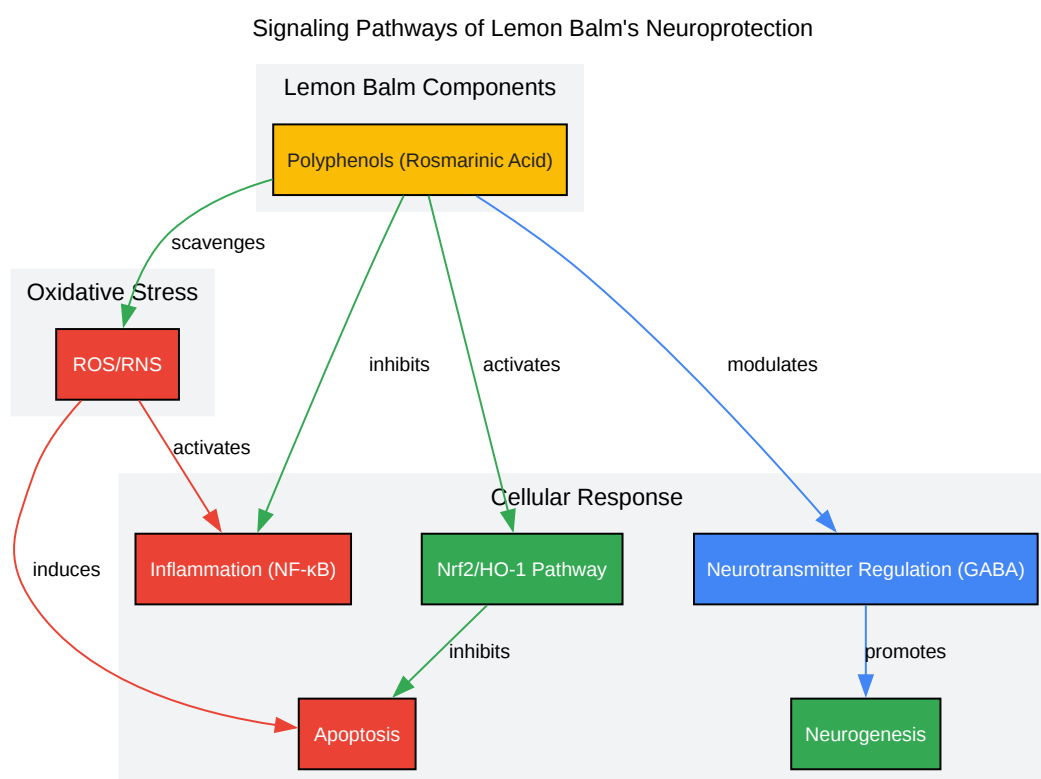 Signaling Pathways of Lemon Balm's Neuroprotection
Lemon Balm Components
Polyphenols (Rosmarinic Acid)
scavenges
Oxidative Stress
ROS/RNS
inhibits
activates
modulates
activates
Cellular Response
Inflammation (NF-κB)
Nrf2/HO-1 Pathway
Neurotransmitter Regulation (GABA)
induces
inhibits
promotes
Apoptosis
Neurogenesis